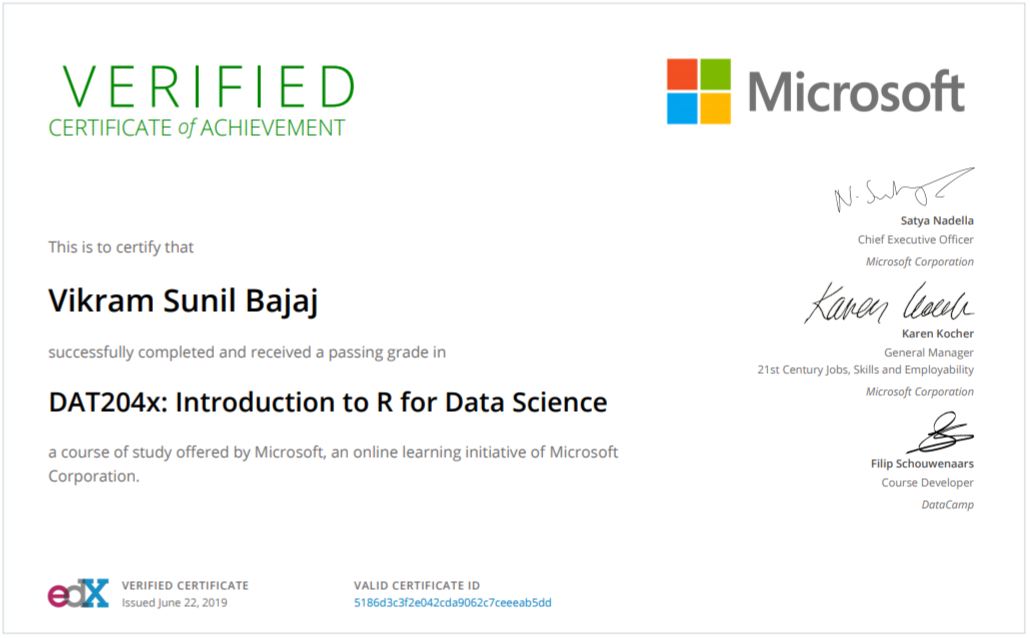 VERIFIED
CERTIFICATE of ACHIEVEMENT
Microsoft
This is to certify that
Vikram Sunil Bajaj
successfully completed and received a passing grade in
DAT204x: Introduction to R for Data Science
a course of study offered by Microsoft, an online learning initiative of Microsoft
Corporation.
Satya Nadella
Chief Executive Officer
Microsoft Corporation
Karen Kocher
General Manager
21st Century Jobs, Skills and Employability
Microsoft Corporation
Filip Schouwenaars
Course Developer
DataCamp
edX
VERIFIED CERTIFICATE
Issued June 22, 2019
VALID CERTIFICATE ID
5186d3c3f2e042cda9062c7ceeeab5dd